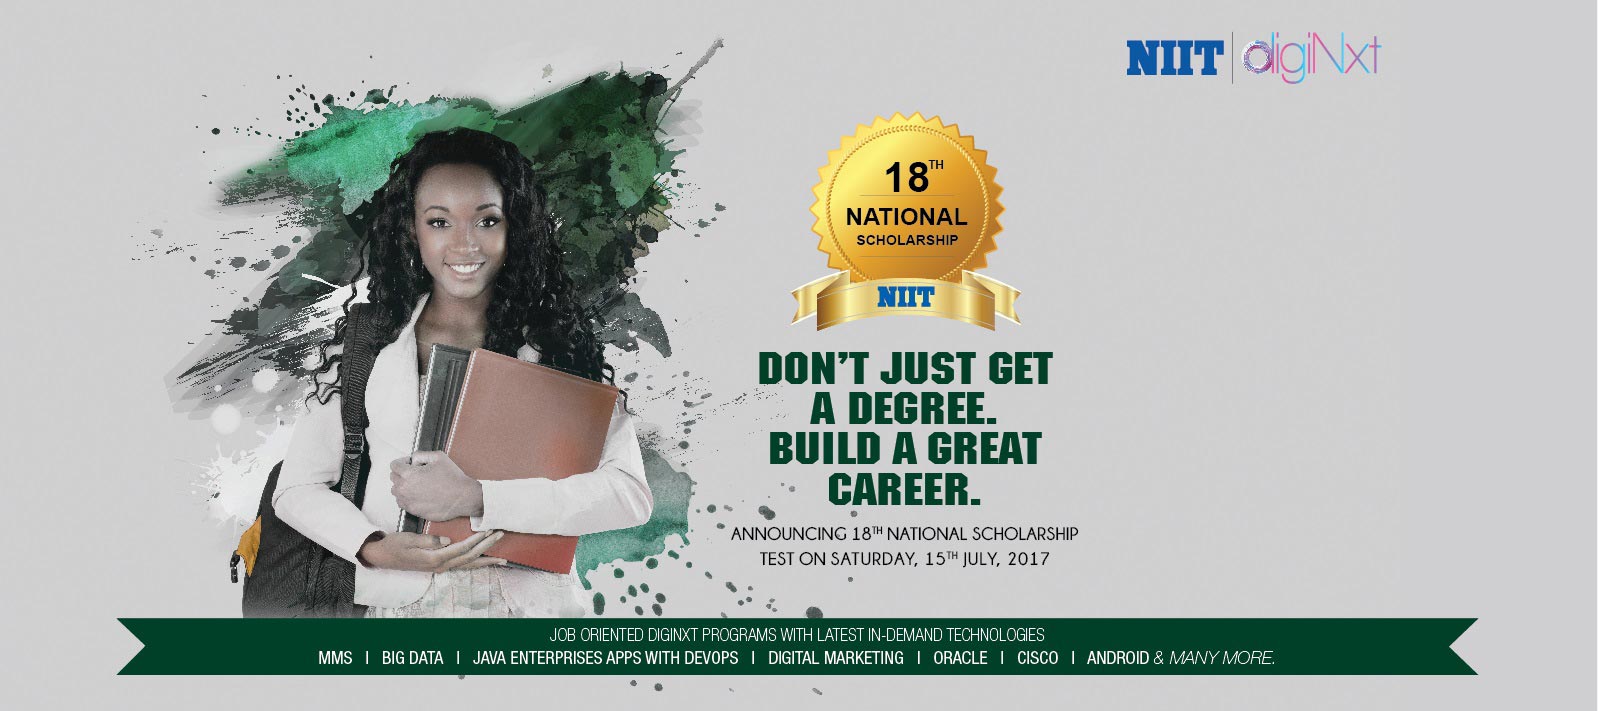 NIIT digiNxt
18TH
NATIONAL
SCHOLARSHIP
NIIT
DON'T JUST GET
A DEGREE.
BUILD A GREAT
CAREER.
ANNOUNCING 18TH NATIONAL SCHOLARSHIP
TEST ON SATURDAY, 15TH JULY, 2017
JOB ORIENTED DIGINXT PROGRAMS WITH LATEST IN-DEMAND TECHNOLOGIES
MMS | BIG DATA | JAVA ENTERPRISES APPS WITH DEVOPS | DIGITAL MARKETING | ORACLE | CISCO | ANDROID & MANY MORE.